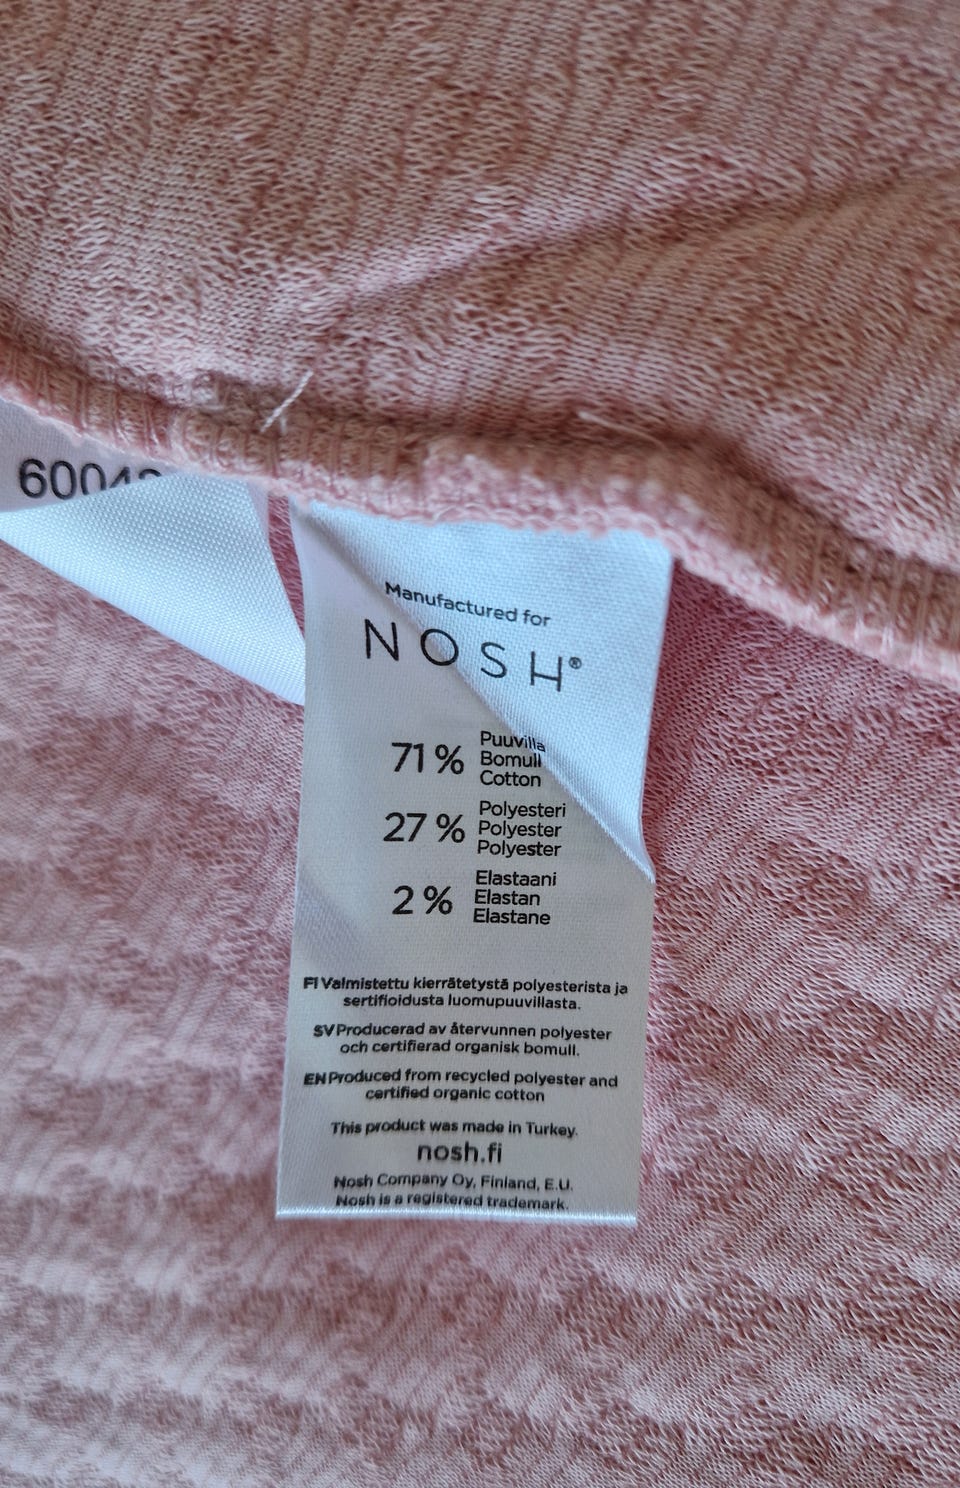 Manufactured for
NOSH®
71 % Puuvilla
Bomull
Cotton
27 % Polyesteri
Polyester
Polyester
2 % Elastaani
Elastan
Elastane
FI Valmistettu kierrätetystä polyesterista ja
sertifioidusta luomupuuvillasta.
SV Producerad av återvunnen polyester
och certifierad organisk bomull.
EN Produced from recycled polyester and
certified organic cotton
This product was made in Turkey.
nosh.fi
Nosh Company Oy, Finland, E.U.
Nosh is a registered trademark.